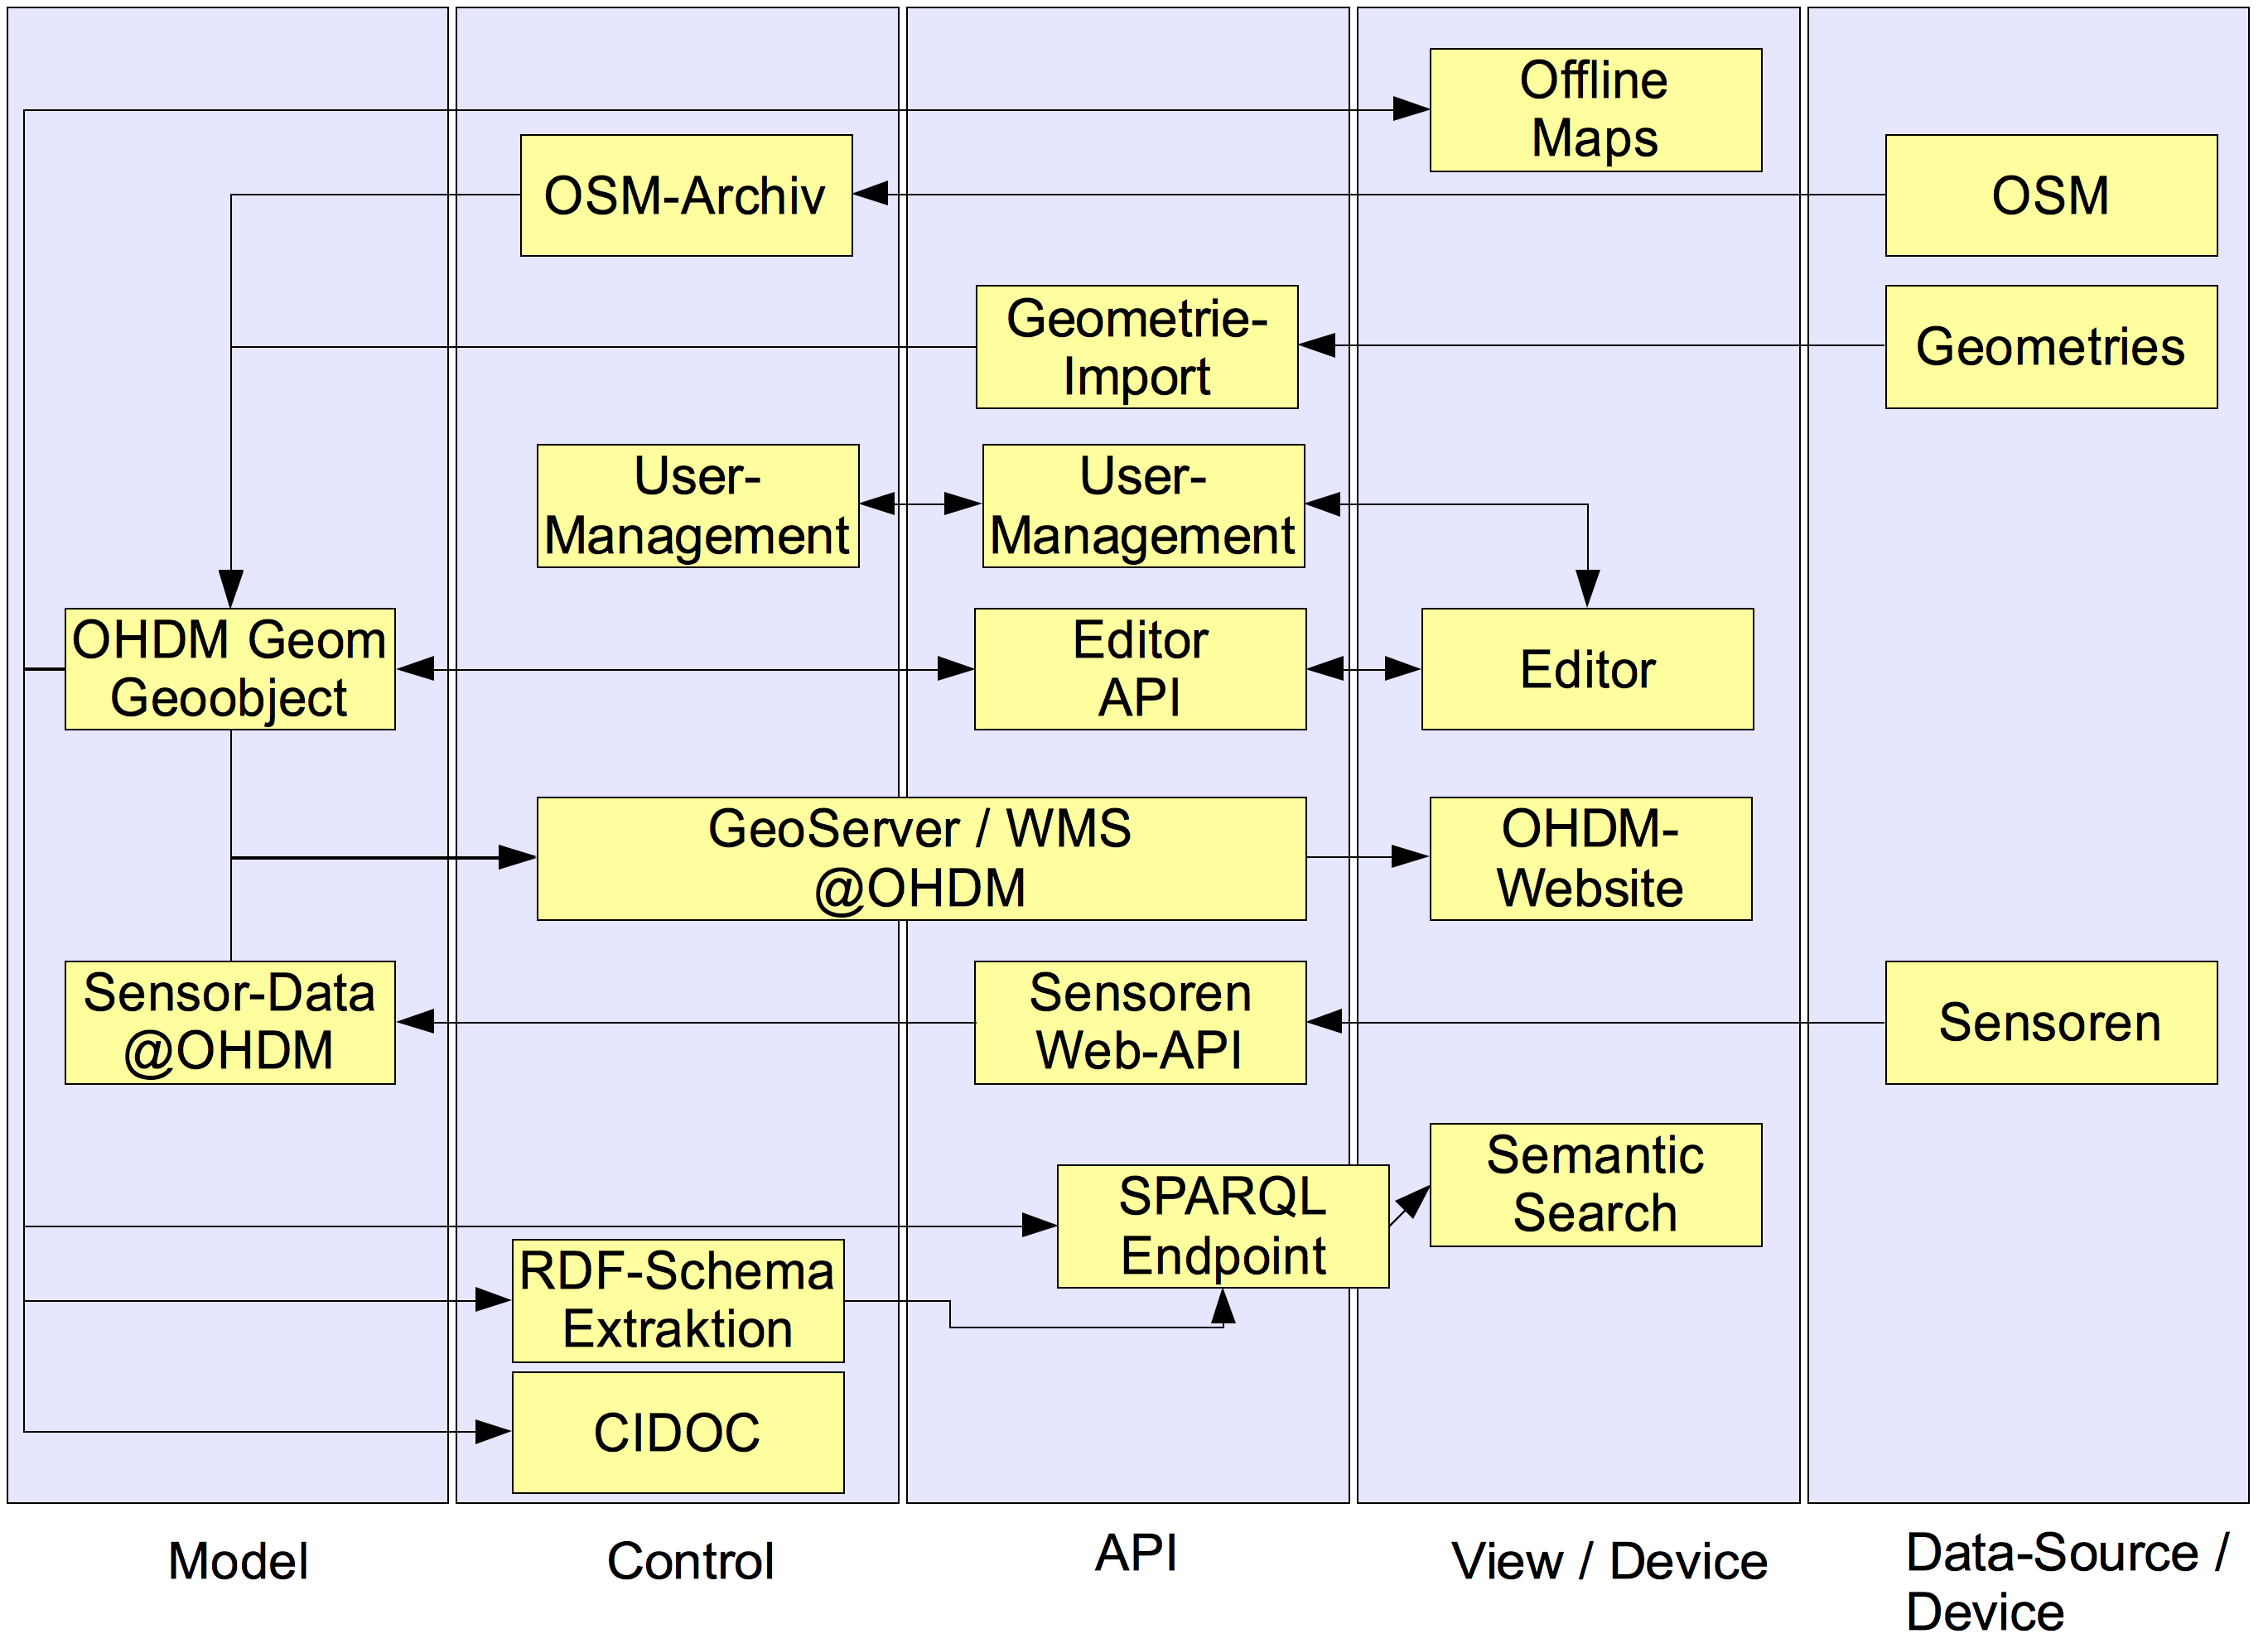 Offline
Maps
OSM-Archiv
OSM
Geometrie-
Import
Geometries
User-
Management
User-
Management
OHDM Geom
Geoobject
Editor
API
Editor
GeoServer / WMS
@OHDM
OHDM-
Website
Sensor-Data
@OHDM
Sensoren
Web-API
Sensoren
Semantic
Search
SPARQL
Endpoint
RDF-Schema
Extraktion
CIDOC
Model
Control
API
View / Device
Data-Source /
Device